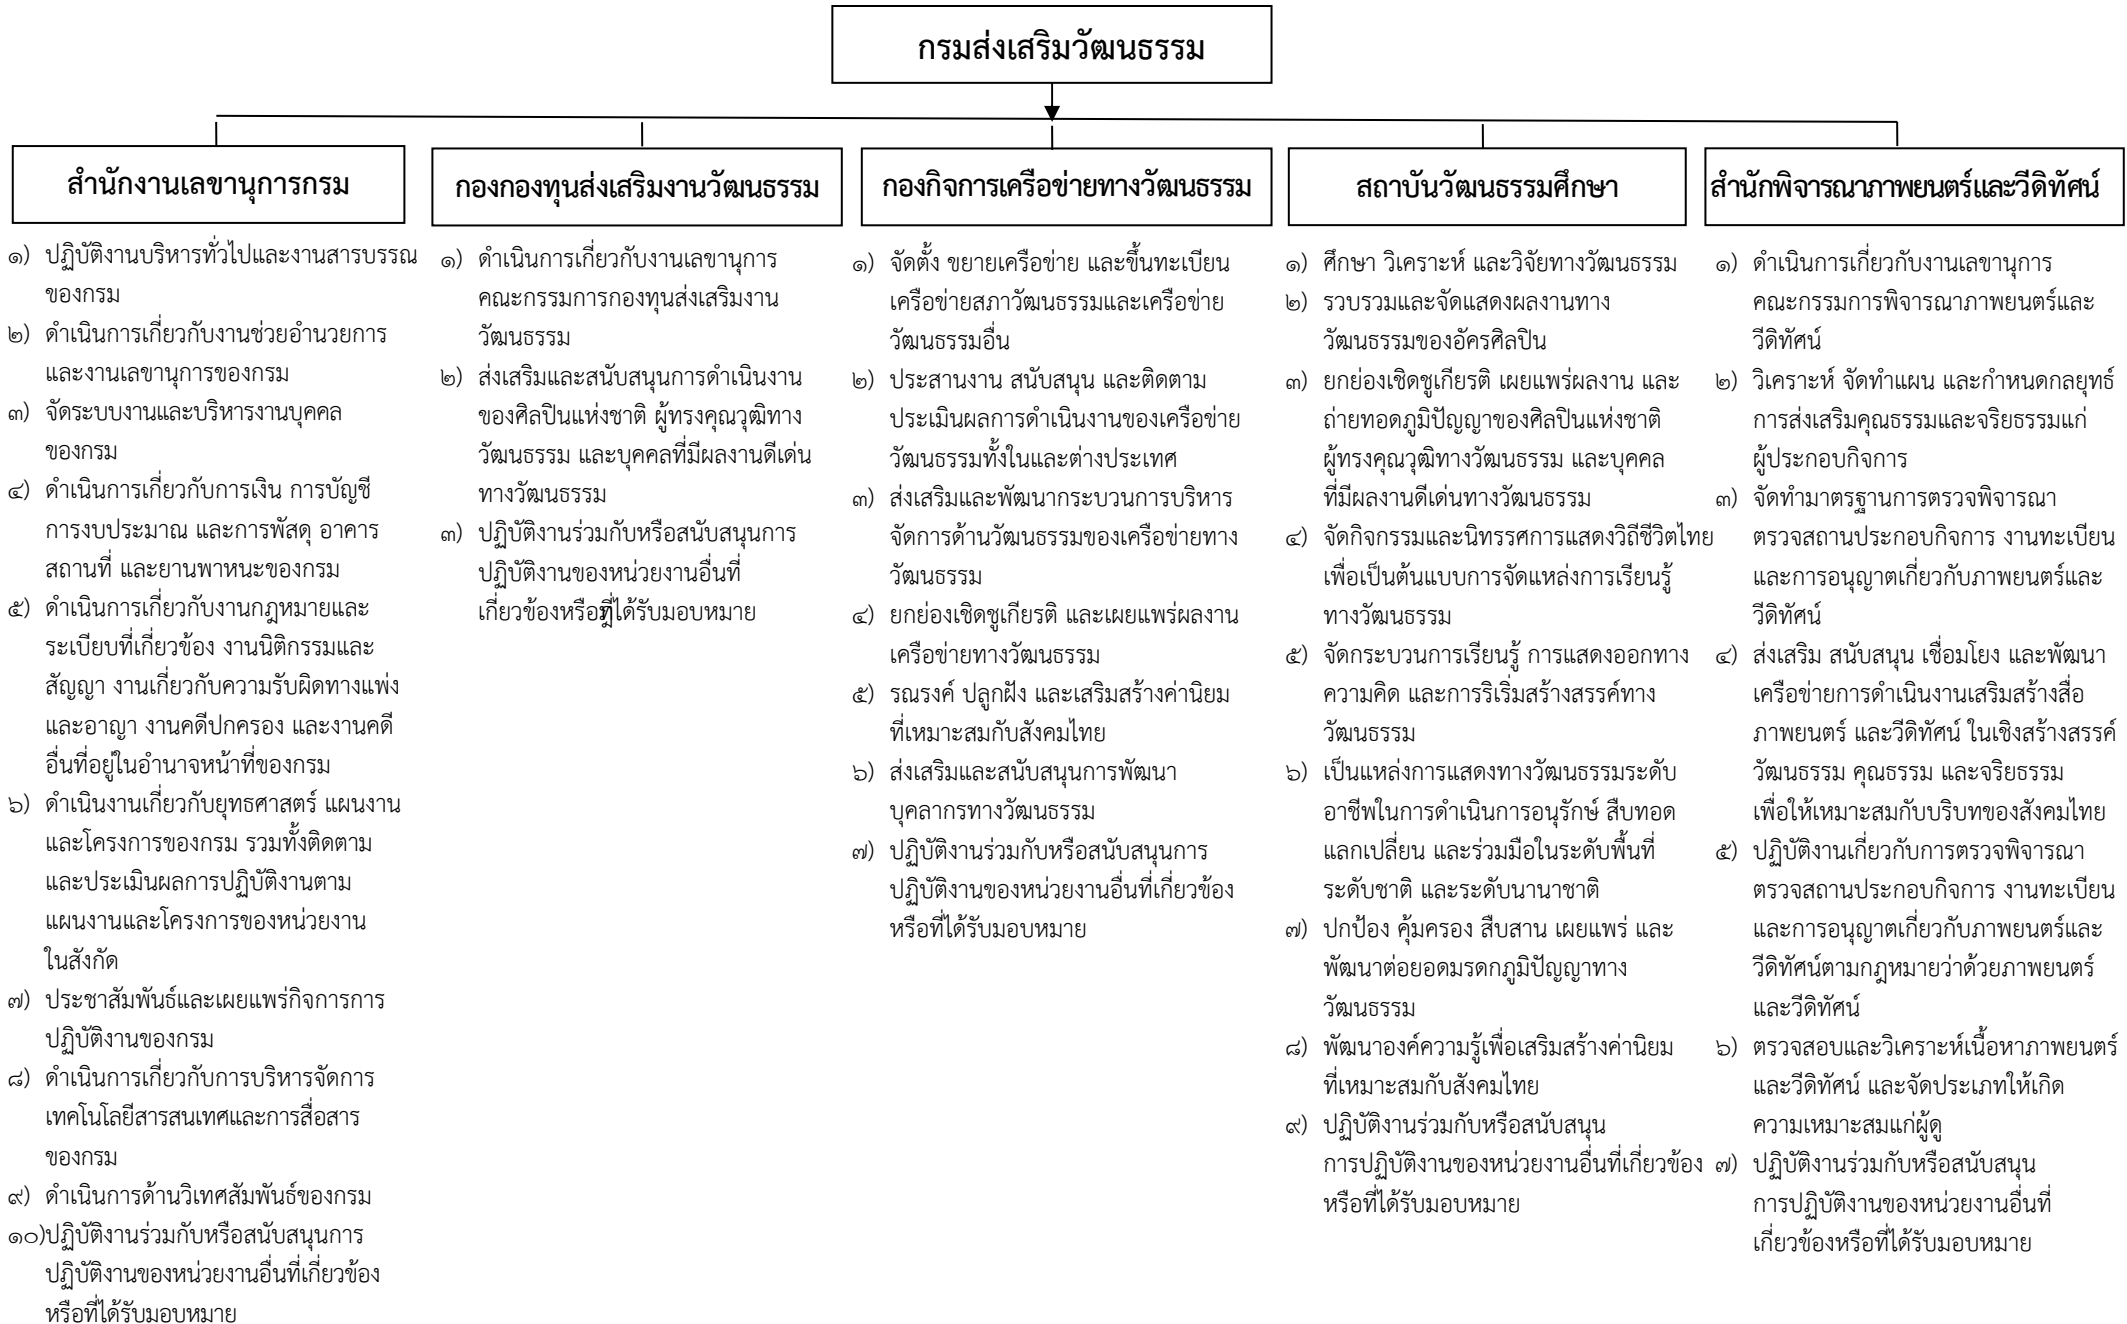 กรมส่งเสริมวัฒนธรรม
สำนักงานเลขานุการกรม
๑) ปฏิบัติงานบริหารทั่วไปและงานสารบรรณ
ของกรม
๒) ดำเนินการเกี่ยวกับงานช่วยอำนวยการ
และงานเลขานุการของกรม
๓) จัดระบบงานและบริหารงานบุคคล
ของกรม
๔) ดำเนินการเกี่ยวกับการเงิน การบัญชี
การงบประมาณ และการพัสดุ อาคาร
สถานที่ และยานพาหนะของกรม
๕) ดำเนินการเกี่ยวกับงานกฎหมายและ
ระเบียบที่เกี่ยวข้อง งานนิติกรรมและ
สัญญา งานเกี่ยวกับความรับผิดทางแพ่ง
และอาญา งานคดีปกครอง และงานคดี
อื่นที่อยู่ในอำนาจหน้าที่ของกรม
๖) ดำเนินงานเกี่ยวกับยุทธศาสตร์ แผนงาน
และโครงการของกรม รวมทั้งติดตาม
และประเมินผลการปฏิบัติงานตาม
แผนงานและโครงการของหน่วยงาน
ในสังกัด
๗) ประชาสัมพันธ์และเผยแพร่กิจการการ
ปฏิบัติงานของกรม
๘) ดำเนินการเกี่ยวกับการบริหารจัดการ
เทคโนโลยีสารสนเทศและการสื่อสาร
ของกรม
๙) ดำเนินการด้านวิเทศสัมพันธ์ของกรม
๑๐)ปฏิบัติงานร่วมกับหรือสนับสนุนการ
ปฏิบัติงานของหน่วยงานอื่นที่เกี่ยวข้อง
หรือที่ได้รับมอบหมาย
กองกองทุนส่งเสริมงานวัฒนธรรม
๑) ดำเนินการเกี่ยวกับงานเลขานุการ
คณะกรรมการกองทุนส่งเสริมงาน
วัฒนธรรม
๒) ส่งเสริมและสนับสนุนการดำเนินงาน
ของศิลปินแห่งชาติ ผู้ทรงคุณวุฒิทาง
วัฒนธรรม และบุคคลที่มีผลงานดีเด่น
ทางวัฒนธรรม
๓) ปฏิบัติงานร่วมกับหรือสนับสนุนการ
ปฏิบัติงานของหน่วยงานอื่นที่
เกี่ยวข้องหรือที่ได้รับมอบหมาย
กองกิจการเครือข่ายทางวัฒนธรรม
๑) จัดตั้ง ขยายเครือข่าย และขึ้นทะเบียน
เครือข่ายสภาวัฒนธรรมและเครือข่าย
วัฒนธรรมอื่น
๒) ประสานงาน สนับสนุน และติดตาม
ประเมินผลการดำเนินงานของเครือข่าย
วัฒนธรรมทั้งในและต่างประเทศ
๓) ส่งเสริมและพัฒนากระบวนการบริหาร
จัดการด้านวัฒนธรรมของเครือข่ายทาง
วัฒนธรรม
๔) ยกย่องเชิดชูเกียรติ และเผยแพร่ผลงาน
เครือข่ายทางวัฒนธรรม
๕) รณรงค์ ปลูกฝัง และเสริมสร้างค่านิยม
ที่เหมาะสมกับสังคมไทย
๖) ส่งเสริมและสนับสนุนการพัฒนา
บุคลากรทางวัฒนธรรม
๗) ปฏิบัติงานร่วมกับหรือสนับสนุนการ
ปฏิบัติงานของหน่วยงานอื่นที่เกี่ยวข้อง
หรือที่ได้รับมอบหมาย
สถาบันวัฒนธรรมศึกษา
๑) ศึกษา วิเคราะห์ และวิจัยทางวัฒนธรรม
๒) รวบรวมและจัดแสดงผลงานทาง
วัฒนธรรมของอัครศิลปิน
๓) ยกย่องเชิดชูเกียรติ เผยแพร่ผลงาน และ
ถ่ายทอดภูมิปัญญาของศิลปินแห่งชาติ
ผู้ทรงคุณวุฒิทางวัฒนธรรม และบุคคล
ที่มีผลงานดีเด่นทางวัฒนธรรม
๔) จัดกิจกรรมและนิทรรศการแสดงวิถีชีวิตไทย
เพื่อเป็นต้นแบบการจัดแหล่งการเรียนรู้
ทางวัฒนธรรม
๕) จัดกระบวนการเรียนรู้ การแสดงออกทาง
ความคิด และการริเริ่มสร้างสรรค์ทาง
วัฒนธรรม
๖) เป็นแหล่งการแสดงทางวัฒนธรรมระดับ
อาชีพในการดำเนินการอนุรักษ์ สืบทอด
แลกเปลี่ยน และร่วมมือในระดับพื้นที่
ระดับชาติ และระดับนานาชาติ
๗) ปกป้อง คุ้มครอง สืบสาน เผยแพร่ และ
พัฒนาต่อยอดมรดกภูมิปัญญาทาง
วัฒนธรรม
๘) พัฒนาองค์ความรู้เพื่อเสริมสร้างค่านิยม
ที่เหมาะสมกับสังคมไทย
๙) ปฏิบัติงานร่วมกับหรือสนับสนุน
การปฏิบัติงานของหน่วยงานอื่นที่เกี่ยวข้อง
หรือที่ได้รับมอบหมาย
สำนักพิจารณาภาพยนตร์และวีดิทัศน์
๑) ดำเนินการเกี่ยวกับงานเลขานุการ
คณะกรรมการพิจารณาภาพยนตร์และ
วีดิทัศน์
๒) วิเคราะห์ จัดทำแผน และกำหนดกลยุทธ์
การส่งเสริมคุณธรรมและจริยธรรมแก่
ผู้ประกอบกิจการ
๓) จัดทำมาตรฐานการตรวจพิจารณา
ตรวจสถานประกอบกิจการ งานทะเบียน
และการอนุญาตเกี่ยวกับภาพยนตร์และ
วีดิทัศน์
๔) ส่งเสริม สนับสนุน เชื่อมโยง และพัฒนา
เครือข่ายการดำเนินงานเสริมสร้างสื่อ
ภาพยนตร์ และวีดิทัศน์ ในเชิงสร้างสรรค์
วัฒนธรรม คุณธรรม และจริยธรรม
เพื่อให้เหมาะสมกับบริบทของสังคมไทย
๕) ปฏิบัติงานเกี่ยวกับการตรวจพิจารณา
ตรวจสถานประกอบกิจการ งานทะเบียน
และการอนุญาตเกี่ยวกับภาพยนตร์และ
วีดิทัศน์ตามกฎหมายว่าด้วยภาพยนตร์
และวีดิทัศน์
๖) ตรวจสอบและวิเคราะห์เนื้อหาภาพยนตร์
และวีดิทัศน์ และจัดประเภทให้เกิด
ความเหมาะสมแก่ผู้ดู
๗) ปฏิบัติงานร่วมกับหรือสนับสนุน
การปฏิบัติงานของหน่วยงานอื่นที่
เกี่ยวข้องหรือที่ได้รับมอบหมาย